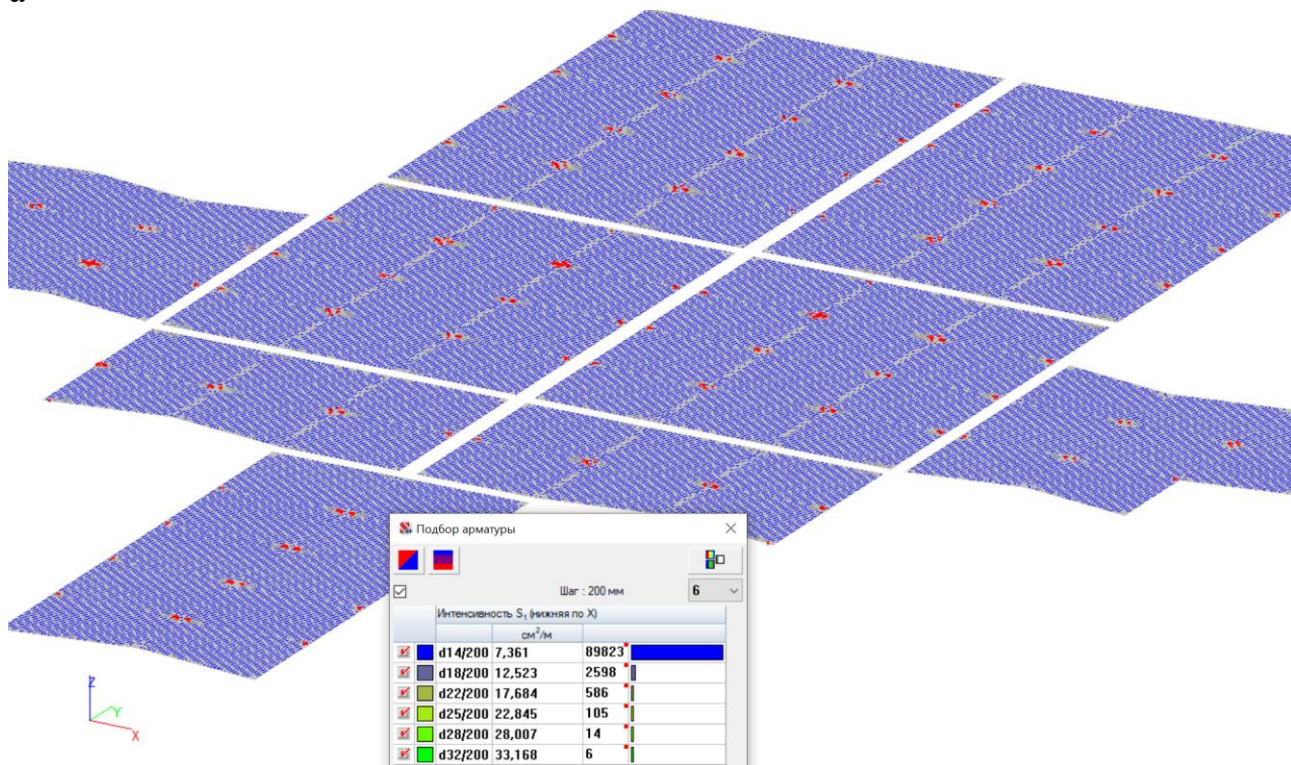 Подбор арматуры
Шаг : 200 мм 6
Интенсивность S1 (нижняя по X)
см²/м
d14/200 7,361 89823
d18/200 12,523 2598
d22/200 17,684 586
d25/200 22,845 105
d28/200 28,007 14
d32/200 33,168 6
Z
Y
X